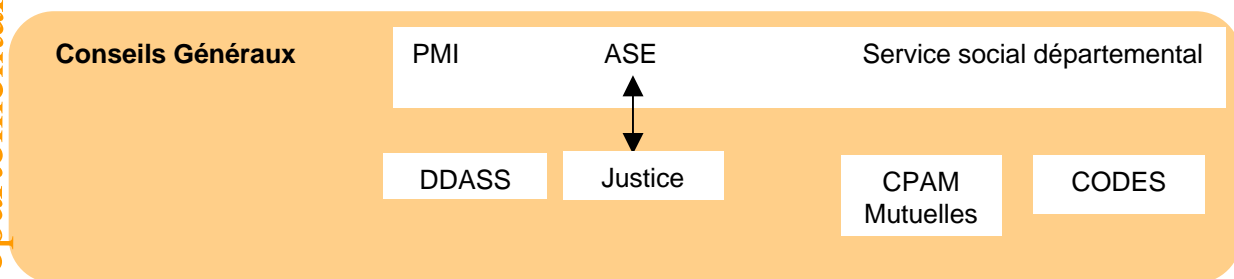 Conseils Généraux PMI ASE Service social départemental
DDASS Justice CPAM Mutuelles CODES